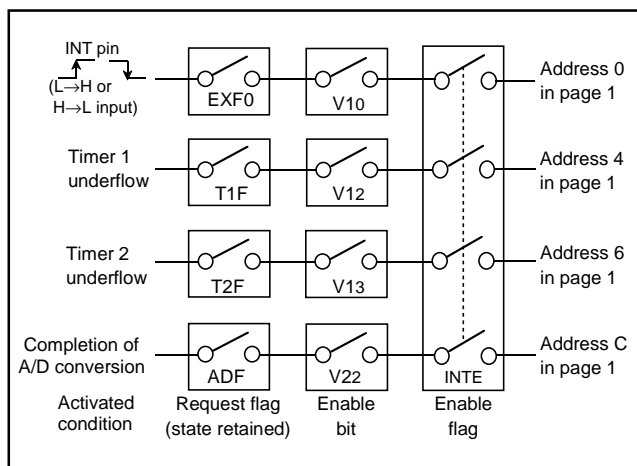 INT pin
(L→H or
H→L input)
EXF0
V10
Address 0
in page 1
Timer 1
underflow
T1F
V12
Address 4
in page 1
Timer 2
underflow
T2F
V13
Address 6
in page 1
Completion of
A/D conversion
ADF
V22
INTE
Address C
in page 1
Activated
condition
Request flag
(state retained)
Enable
bit
Enable
flag